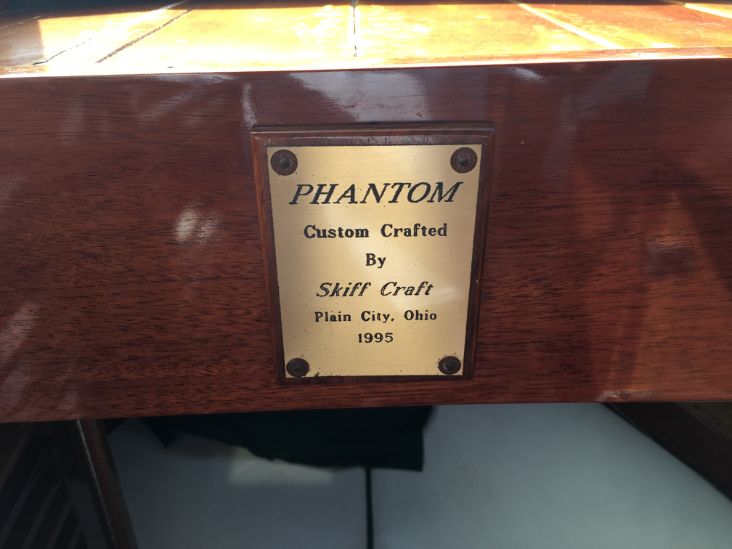 PHANTOM
Custom Crafted
By
Skiff Craft
Plain City, Ohio
1995